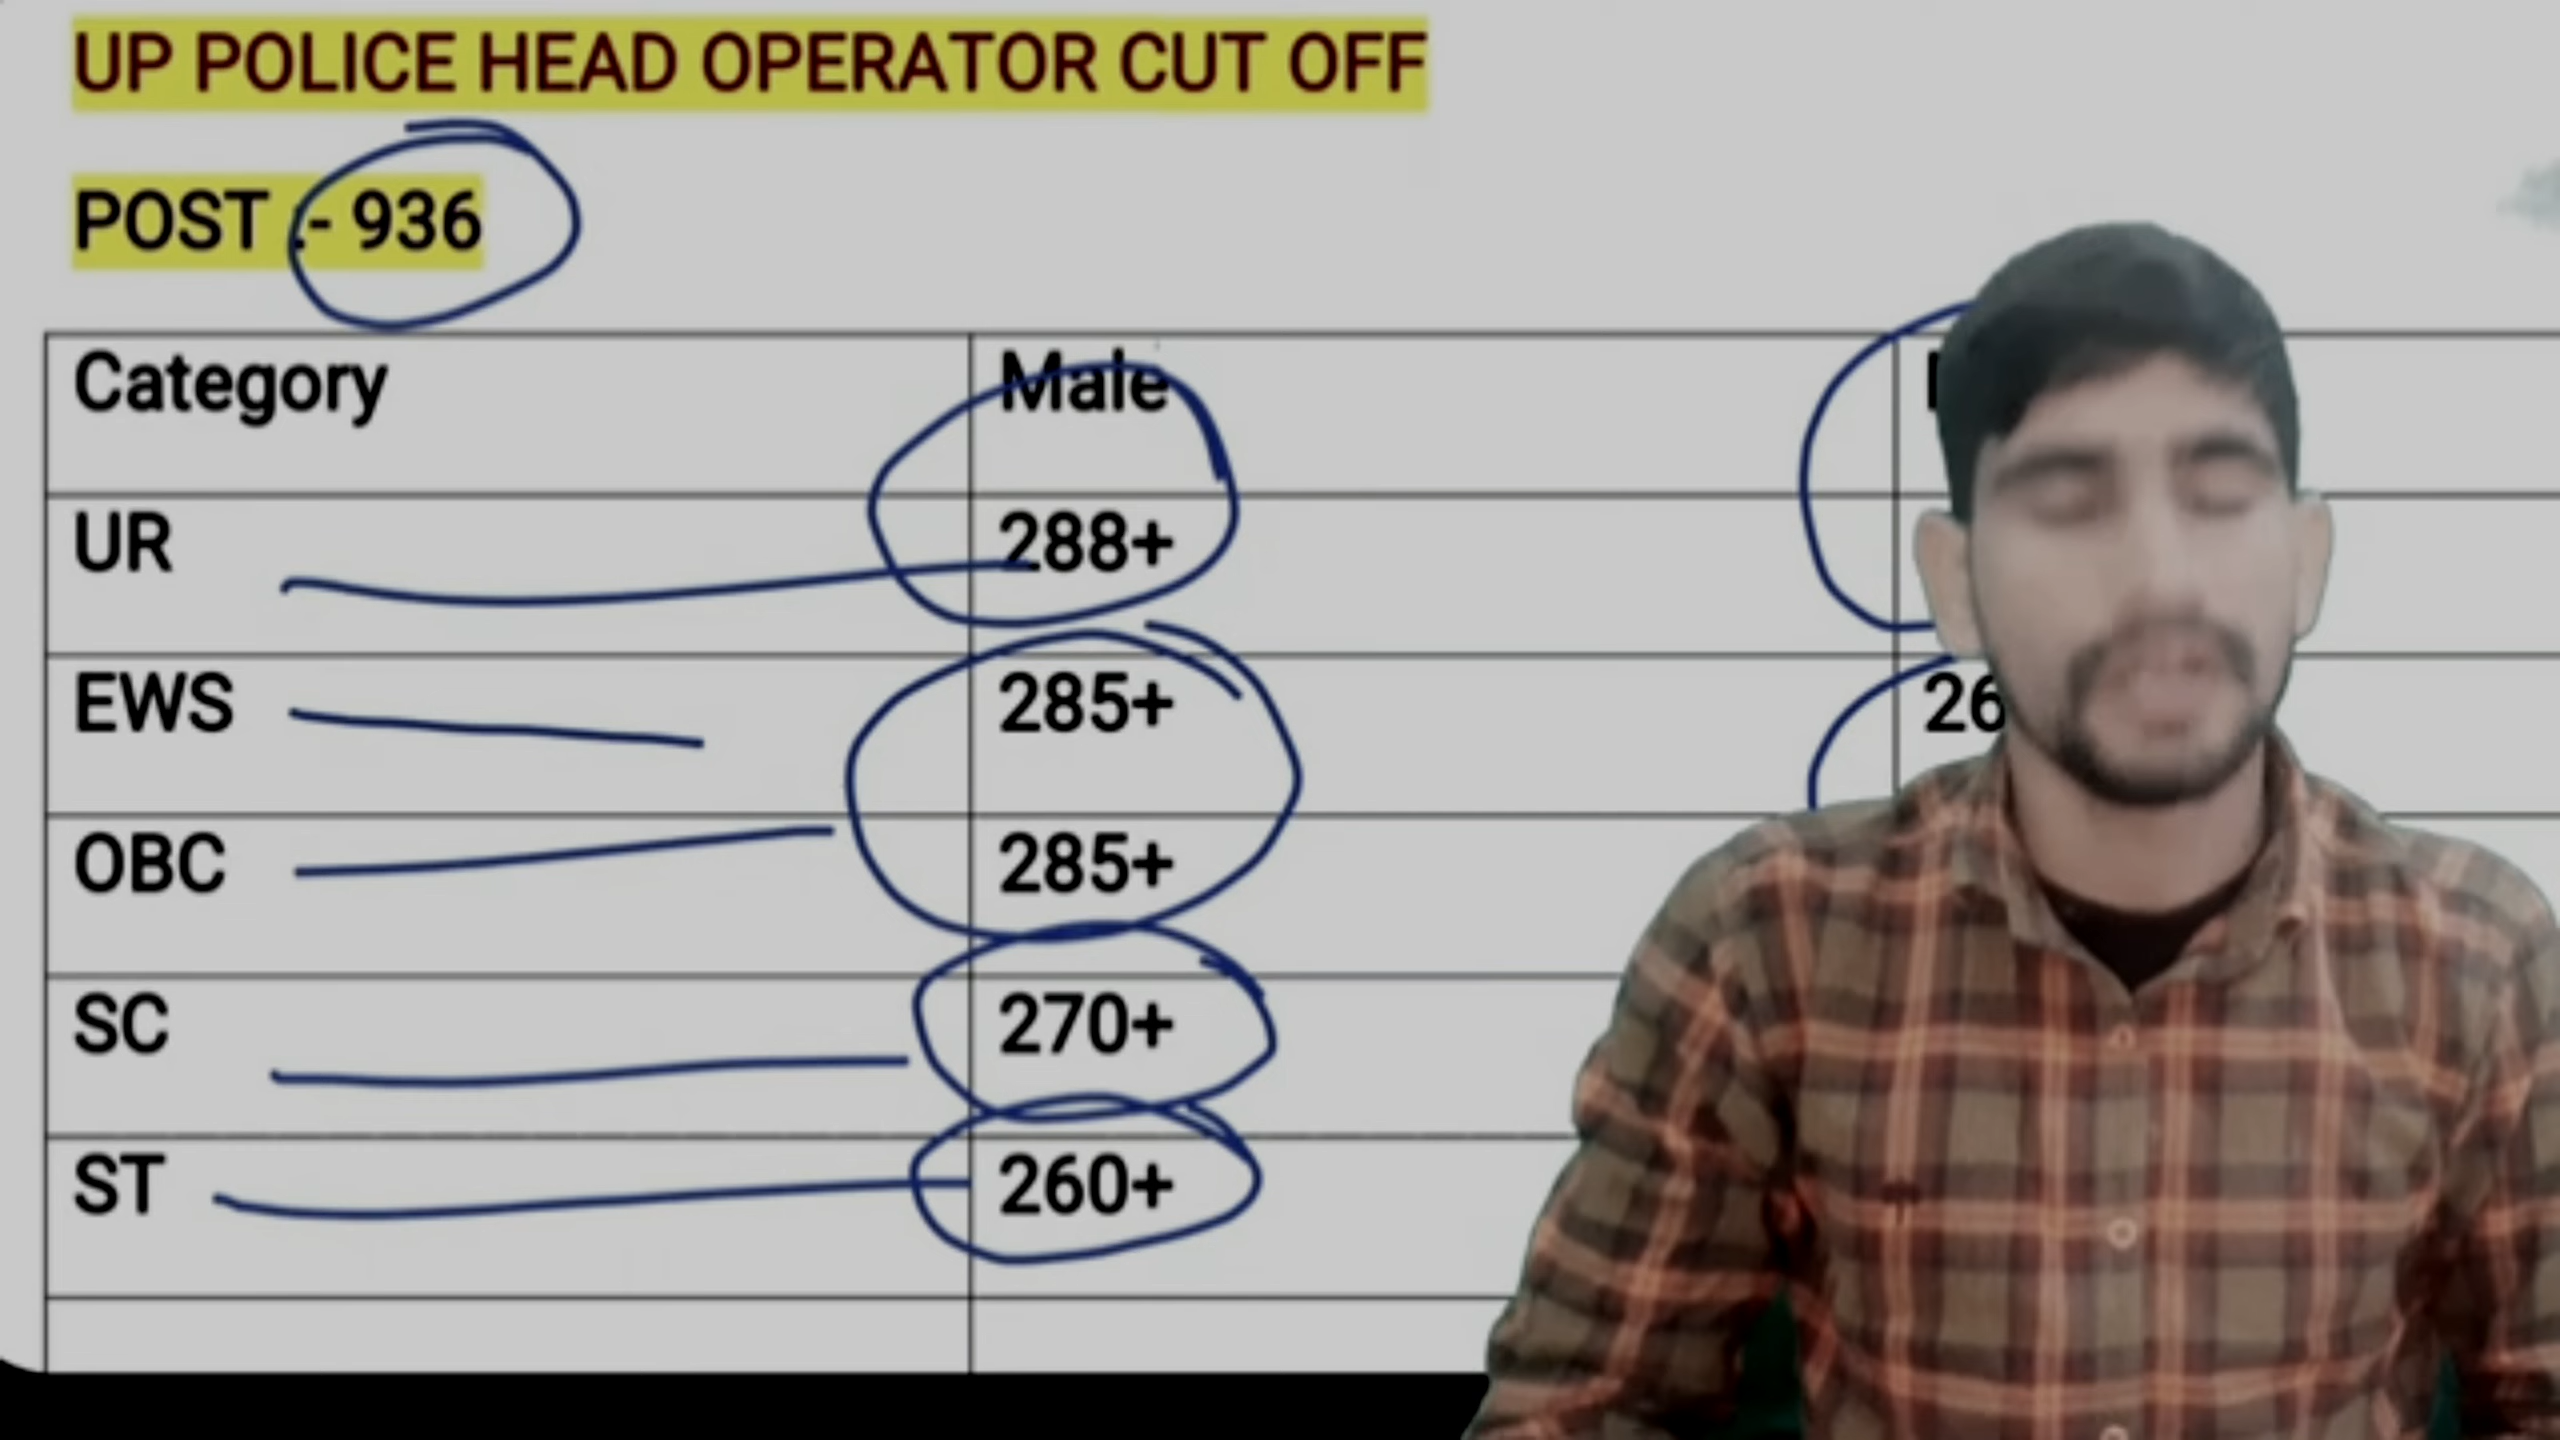 UP POLICE HEAD OPERATOR CUT OFF
POST :- 936
Category Male
UR 288+
EWS 285+
OBC 285+
SC 270+
ST 260+